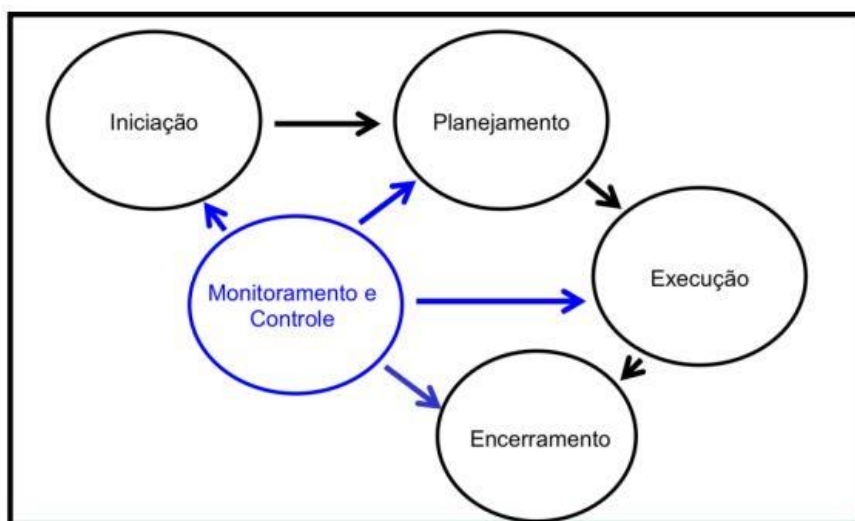 Iniciação
Planejamento
Execução
Monitoramento e
Controle
Encerramento